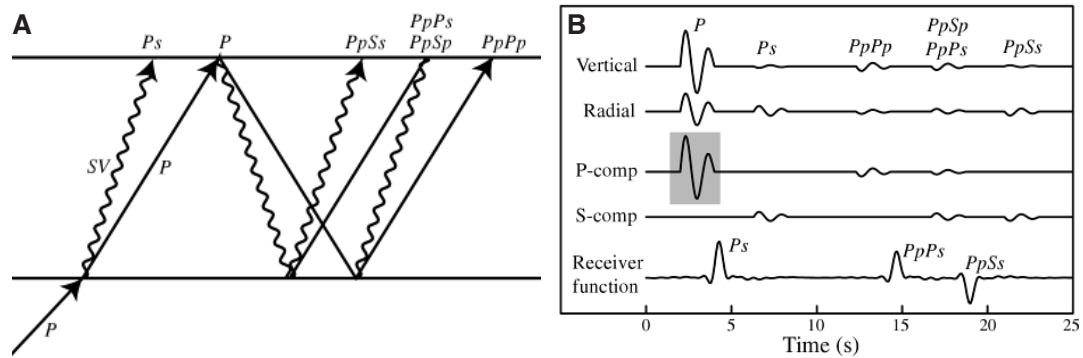 A
PpPs
Ps P PpSs PpSp PpPp
SV
P
P
B
P
PpSp
Ps PpPp PpPs PpSs
Vertical
Radial
P-comp
S-comp
Ps
PpPs
PpSs
Receiver
function
0 5 10 15 20 25
Time (s)